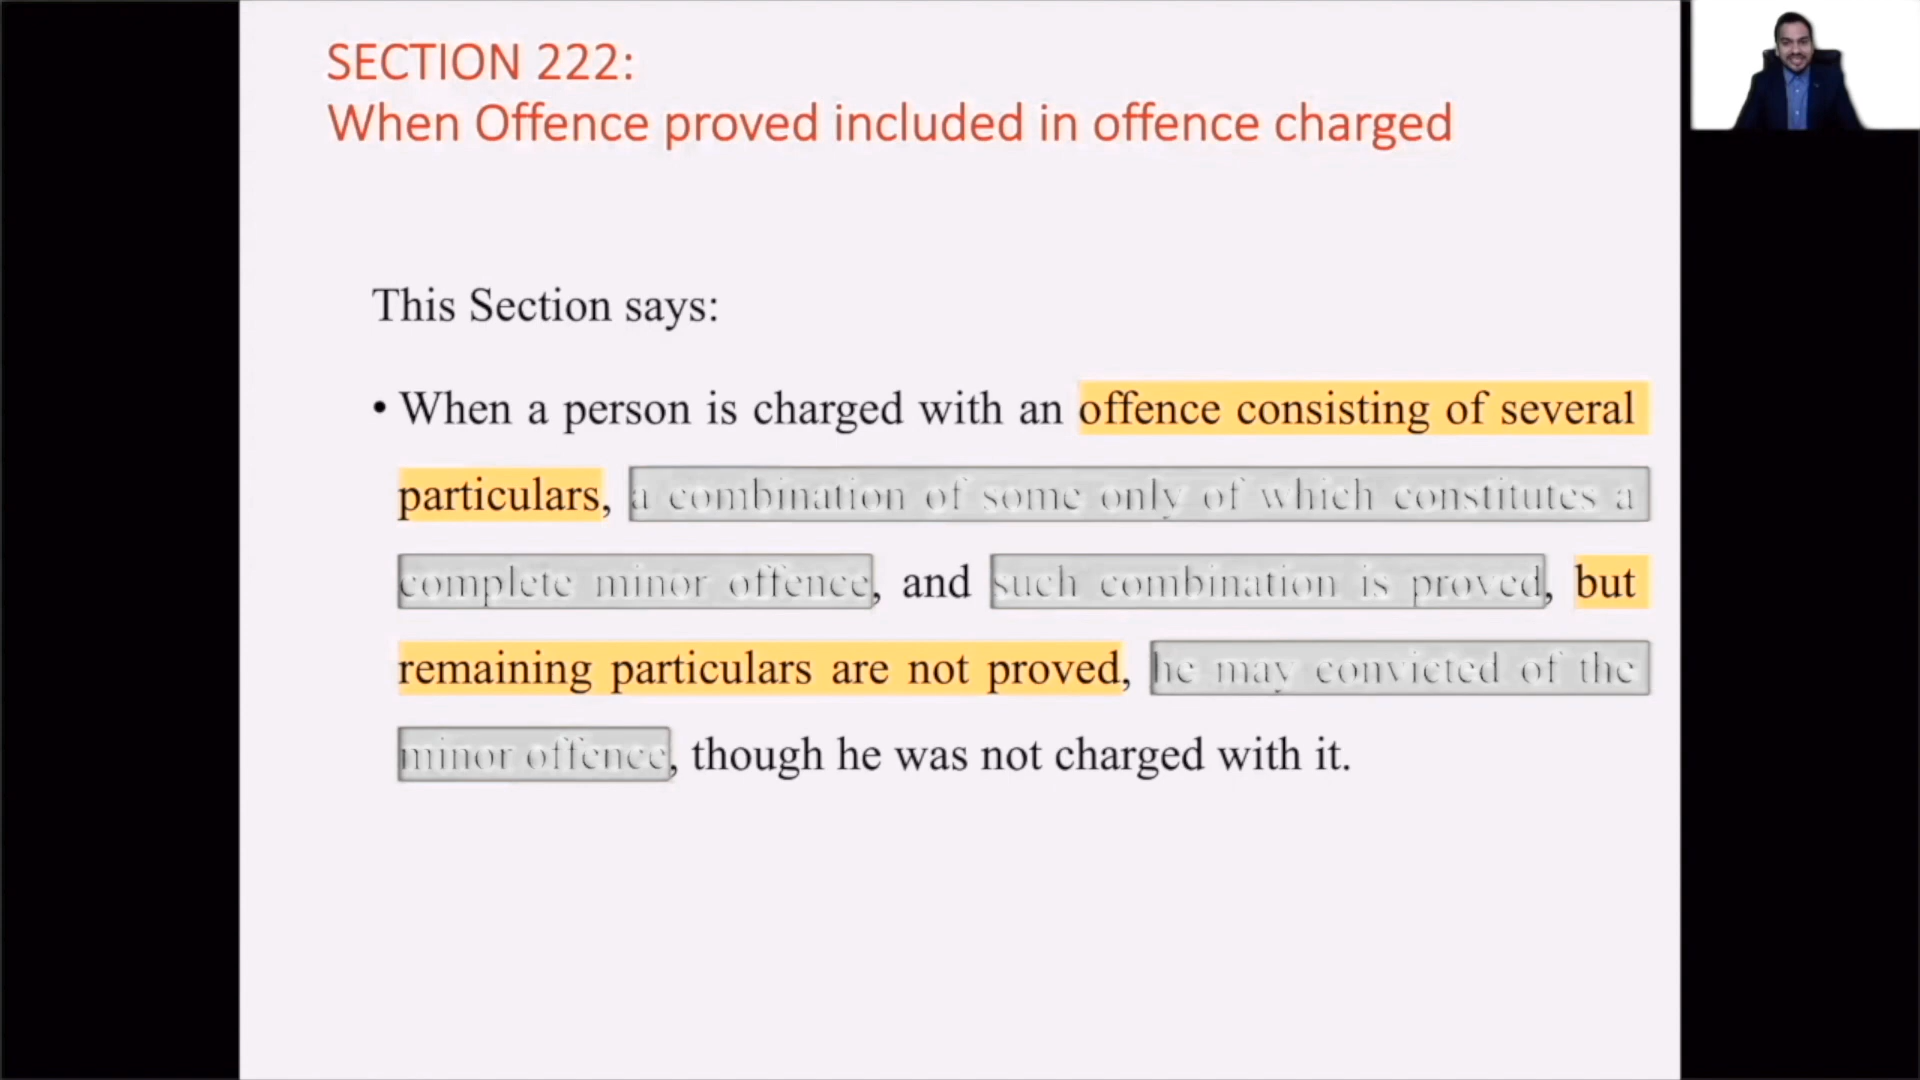 SECTION 222:
When Offence proved included in offence charged
This Section says:
• When a person is charged with an offence consisting of several
particulars, a combination of some only of which constitutes a
complete minor offence, and such combination is proved, but
remaining particulars are not proved, he may convicted of the
minor offence, though he was not charged with it.